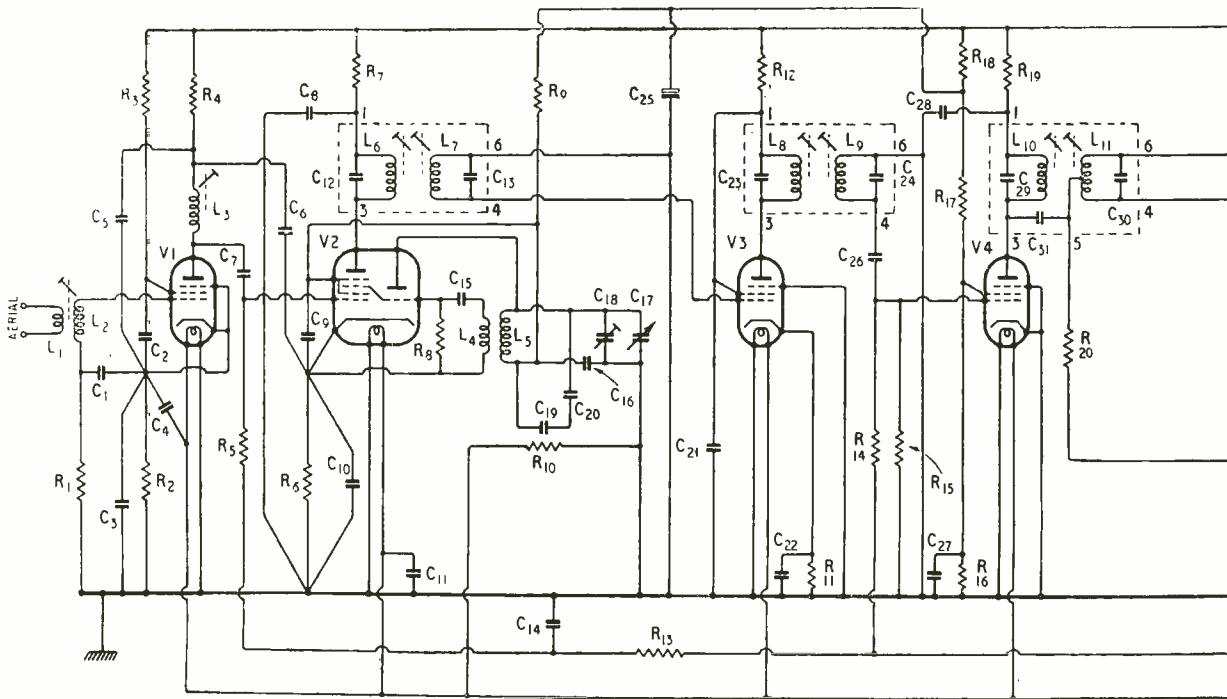 R18
R7
R12
R19
R3
R4
R9
C8
C25
C28
1
1
1
L6
L7
6
L8
L9
6
L10
L11
6
C12
C13
C23
C24
C29
C30
L3
R17
3
4
3
4
3
C31
5
4
C5
C6
V1
C7
V2
V3
C26
V4
C15
C18
C17
AERIAL
L1
L2
C2
C9
R8
L4
L5
R20
C1
C16
C4
C19
C20
R5
C21
R14
R15
R1
R2
R6
C10
R10
C3
C22
R11
C27
R16
C11
C14
R13